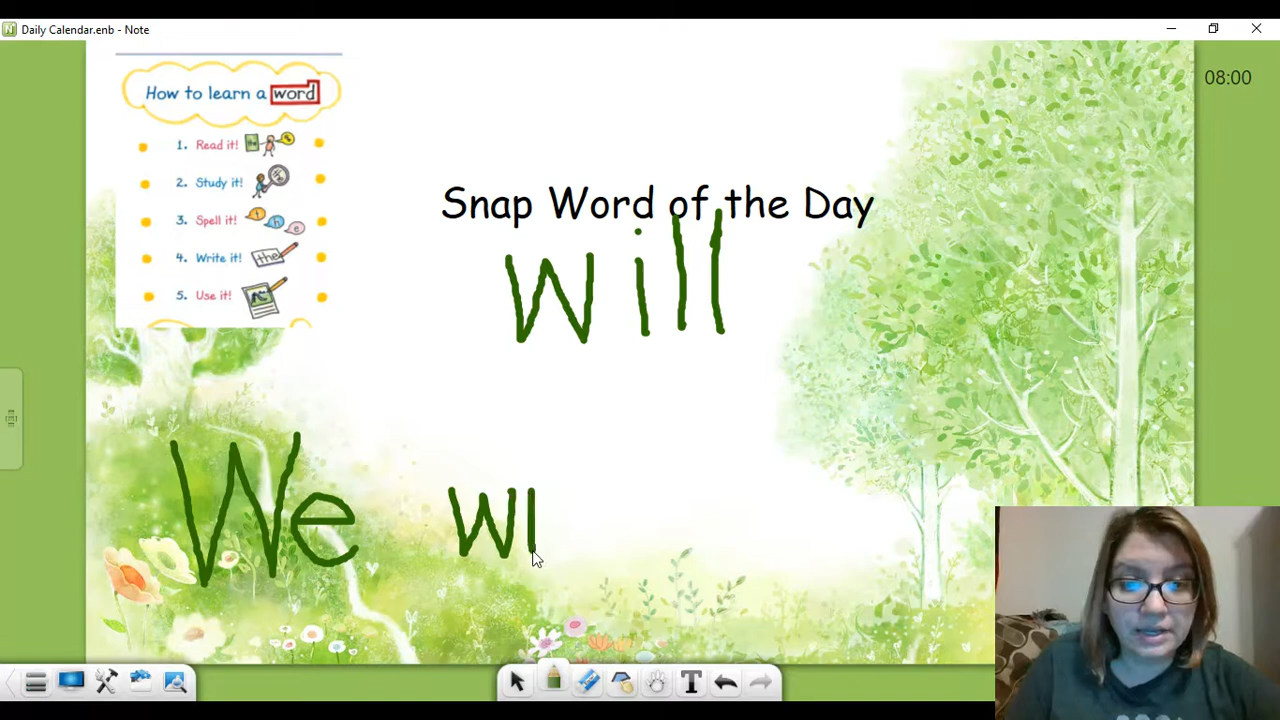 Daily Calendar.enb - Note
08:00
How to learn a word
1. Read it!
2. Study it!
3. Spell it!
4. Write it! the
5. Use it!
Snap Word of the Day
Will
We wi
T